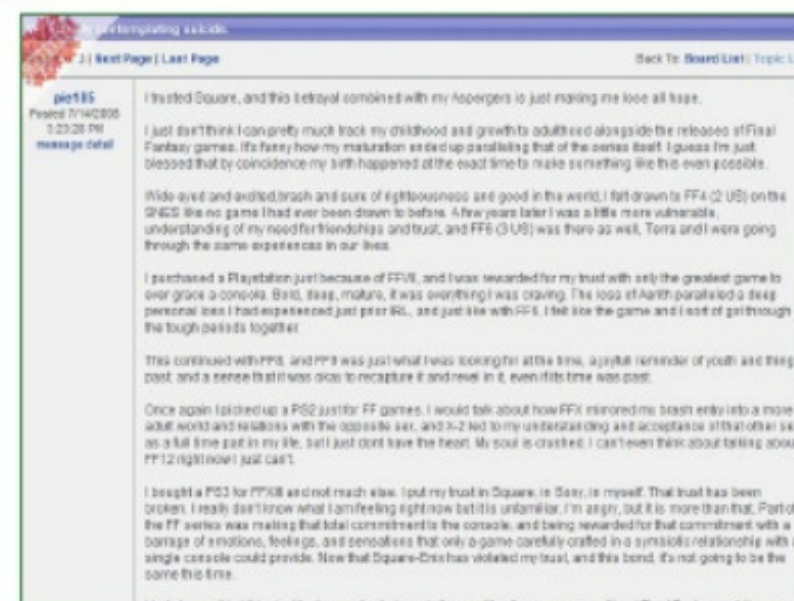 contemplating suicide.
3 | Next Page | Last Page
Back To: Board List | Topic L
pie185
Posted 7/14/2008
1:23:28 PM
message detail
I trusted Square, and this betrayal combined with my Aspergers is just making me lose all hope.
I just don't think I can pretty much track my childhood and growth to adulthood alongside the releases of Final
Fantasy games. It's funny how my maturation ended up paralleling that of the series itself. I guess I'm just
blessed that by coincidence my birth happened at the exact time to make something like this even possible.
Wide eyed and excited,brash and sure of righteousness and good in the world, I felt drawn to FF4 (2 US) on the
SNES like no game I had ever been drawn to before. A few years later I was a little more vulnerable,
understanding of my need for friendships and trust, and FF6 (3 US) was there as well. Terra and I were going
through the same experiences in our lives.
I purchased a Playstation just because of FFVII, and I was rewarded for my trust with only the greatest game to
ever grace a console. Bold, deep, mature, it was everything I was craving. The loss of Aerith paralleled a deep
personal loss I had experienced just prior IRL, and just like with FF6, I felt like the game and I sort of got through
the tough periods together.
This continued with FF8, and FF9 was just what I was looking for at the time, a joyfull reminder of youth and thing
past, and a sense that it was okay to recapture it and revel in it, even if its time was past.
Once again I picked up a PS2 just for FF games. I would talk about how FFX mirrored my brash entry into a more
adult world and relations with the opposite sex, and X-2 led to my understanding and acceptance of that other se
as a full time part in my life, but I just dont have the heart. My soul is crushed. I can't even think about talking abou
FF12 right now I just can't.
I bought a PS3 for FFXIII and not much else. I put my trust in Square, in Sony, in myself. That trust has been
broken. I really don't know what I am feeling right now but it is unfamiliar. I'm angry, but it is more than that. Part of
the FF series was making that total commitment to the console, and being rewarded for that commitment with a
barrage of emotions, feelings, and sensations that only a game carefully crafted in a symbiotic relationship with a
single console could provide. Now that Square-Enix has violated my trust, and this bond, it's not going to be the
same this time.